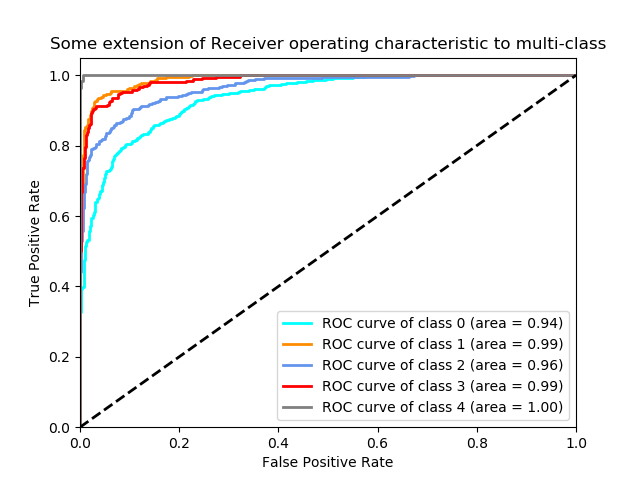 Some extension of Receiver operating characteristic to multi-class
1.0
0.8
0.6
0.4
0.2
0.0
True Positive Rate
ROC curve of class 0 (area = 0.94)
ROC curve of class 1 (area = 0.99)
ROC curve of class 2 (area = 0.96)
ROC curve of class 3 (area = 0.99)
ROC curve of class 4 (area = 1.00)
0.0 0.2 0.4 0.6 0.8 1.0
False Positive Rate